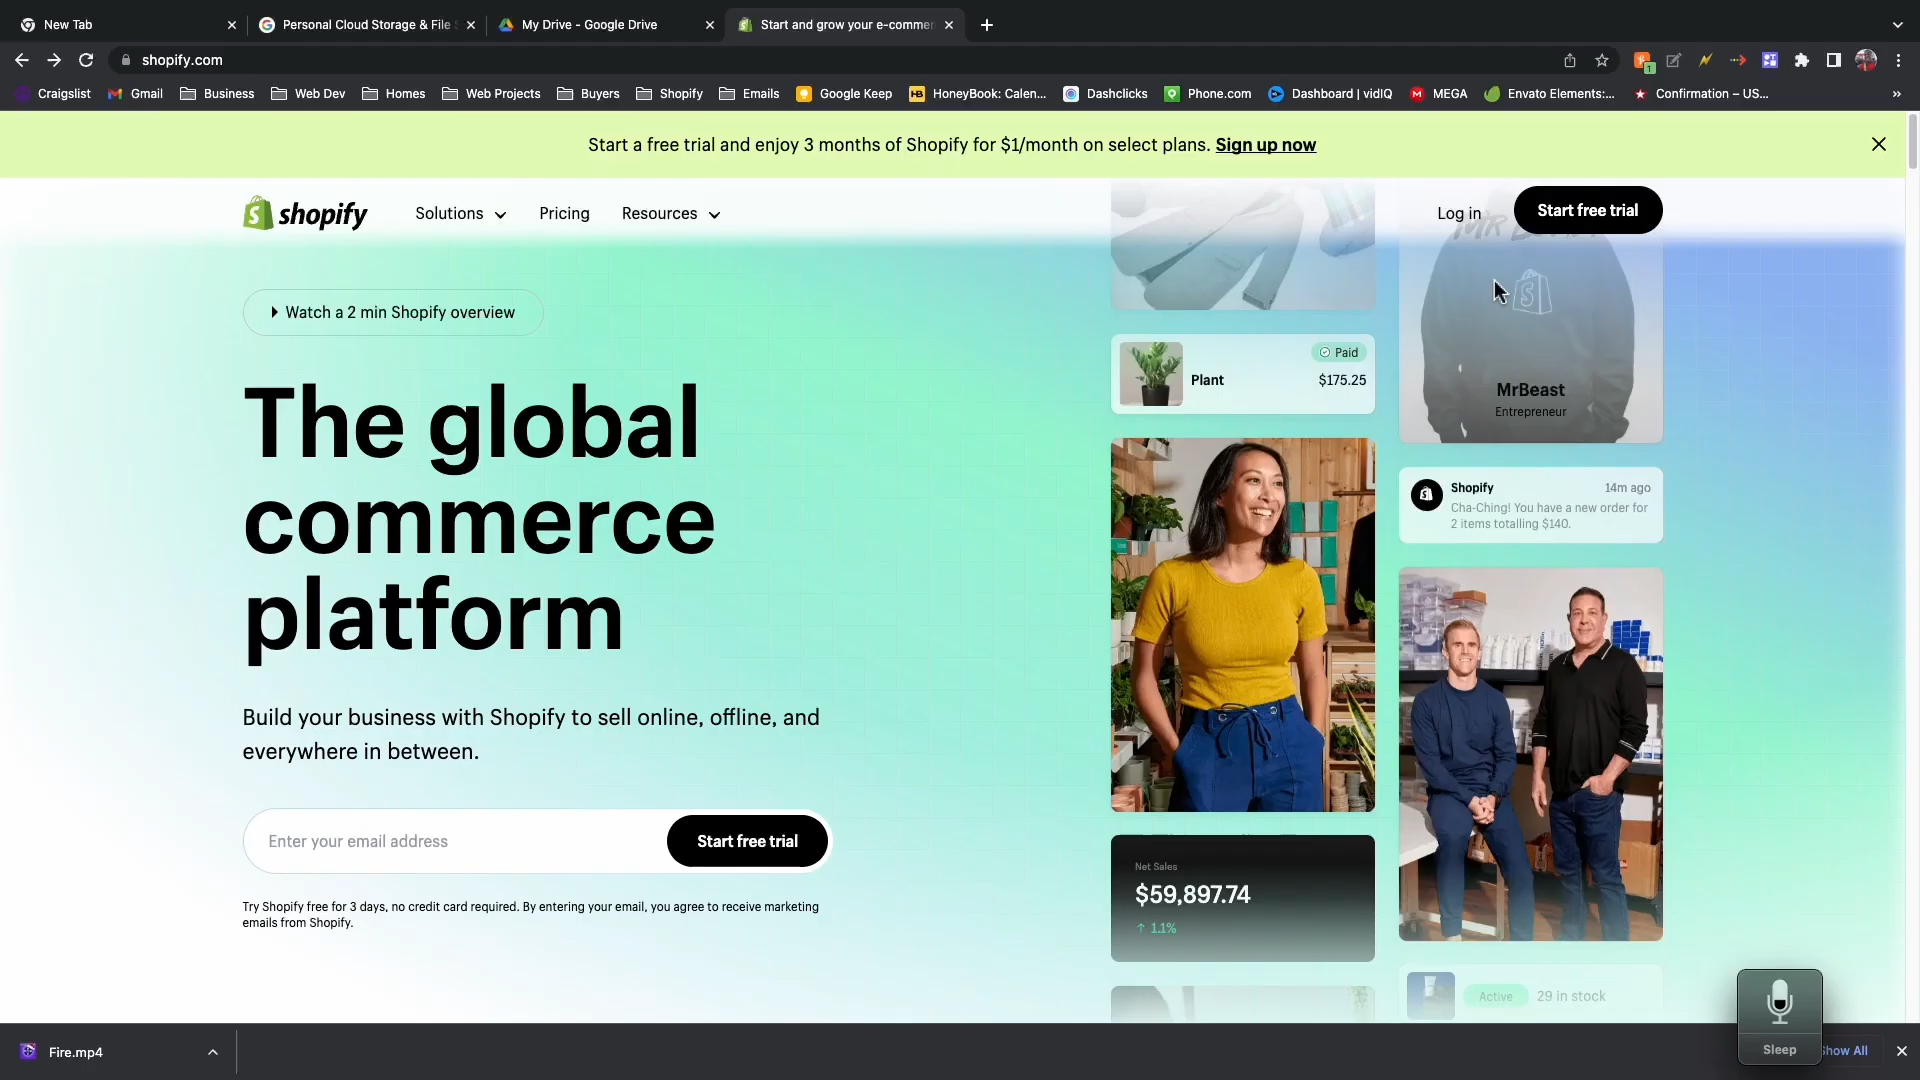 New Tab
Personal Cloud Storage & File
My Drive - Google Drive
Start and grow your e-commer
shopify.com
1
Craigslist
Gmail
Business
Web Dev
Homes
Web Projects
Buyers
Shopify
Emails
Google Keep
HB
HoneyBook: Calen...
Dashclicks
Phone.com
Dashboard | vidIQ
M
MEGA
Envato Elements:...
Confirmation – US...
»
Start a free trial and enjoy 3 months of Shopify for $1/month on select plans. Sign up now
shopify
Solutions
Pricing
Resources
Log in
Start free trial
Watch a 2 min Shopify overview
The global
commerce
platform
Build your business with Shopify to sell online, offline, and
everywhere in between.
Enter your email address
Start free trial
Try Shopify free for 3 days, no credit card required. By entering your email, you agree to receive marketing
emails from Shopify.
Paid
Plant
$175.25
Net Sales
$59,897.74
↑ 1.1%
MrBeast
Entrepreneur
Shopify
14m ago
Cha-Ching! You have a new order for
2 items totalling $140.
Active
29 in stock
Fire.mp4
Sleep
Show All